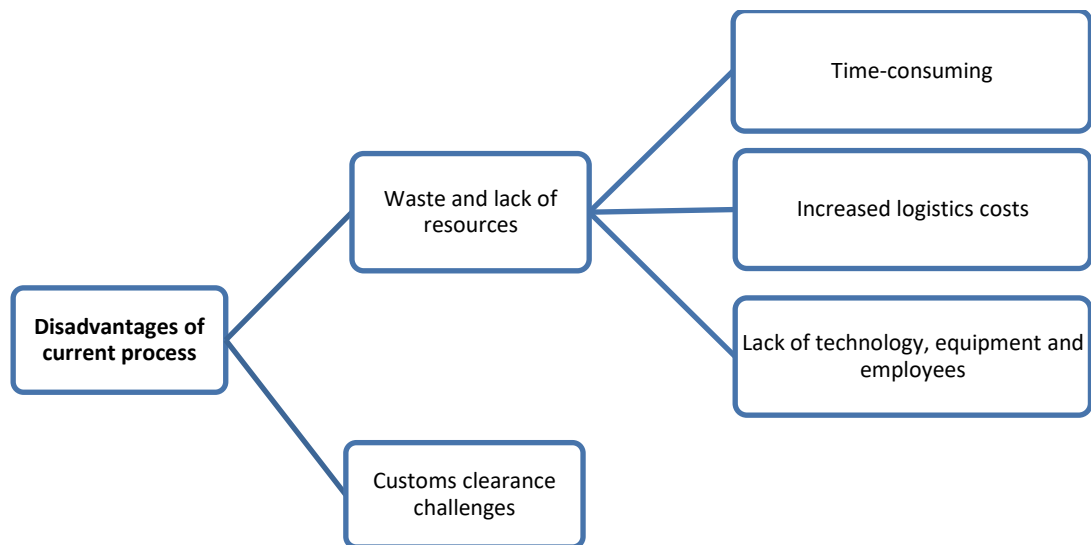 Time-consuming
Waste and lack of
resources
Increased logistics costs
Disadvantages of
current process
Lack of technology, equipment and
employees
Customs clearance
challenges